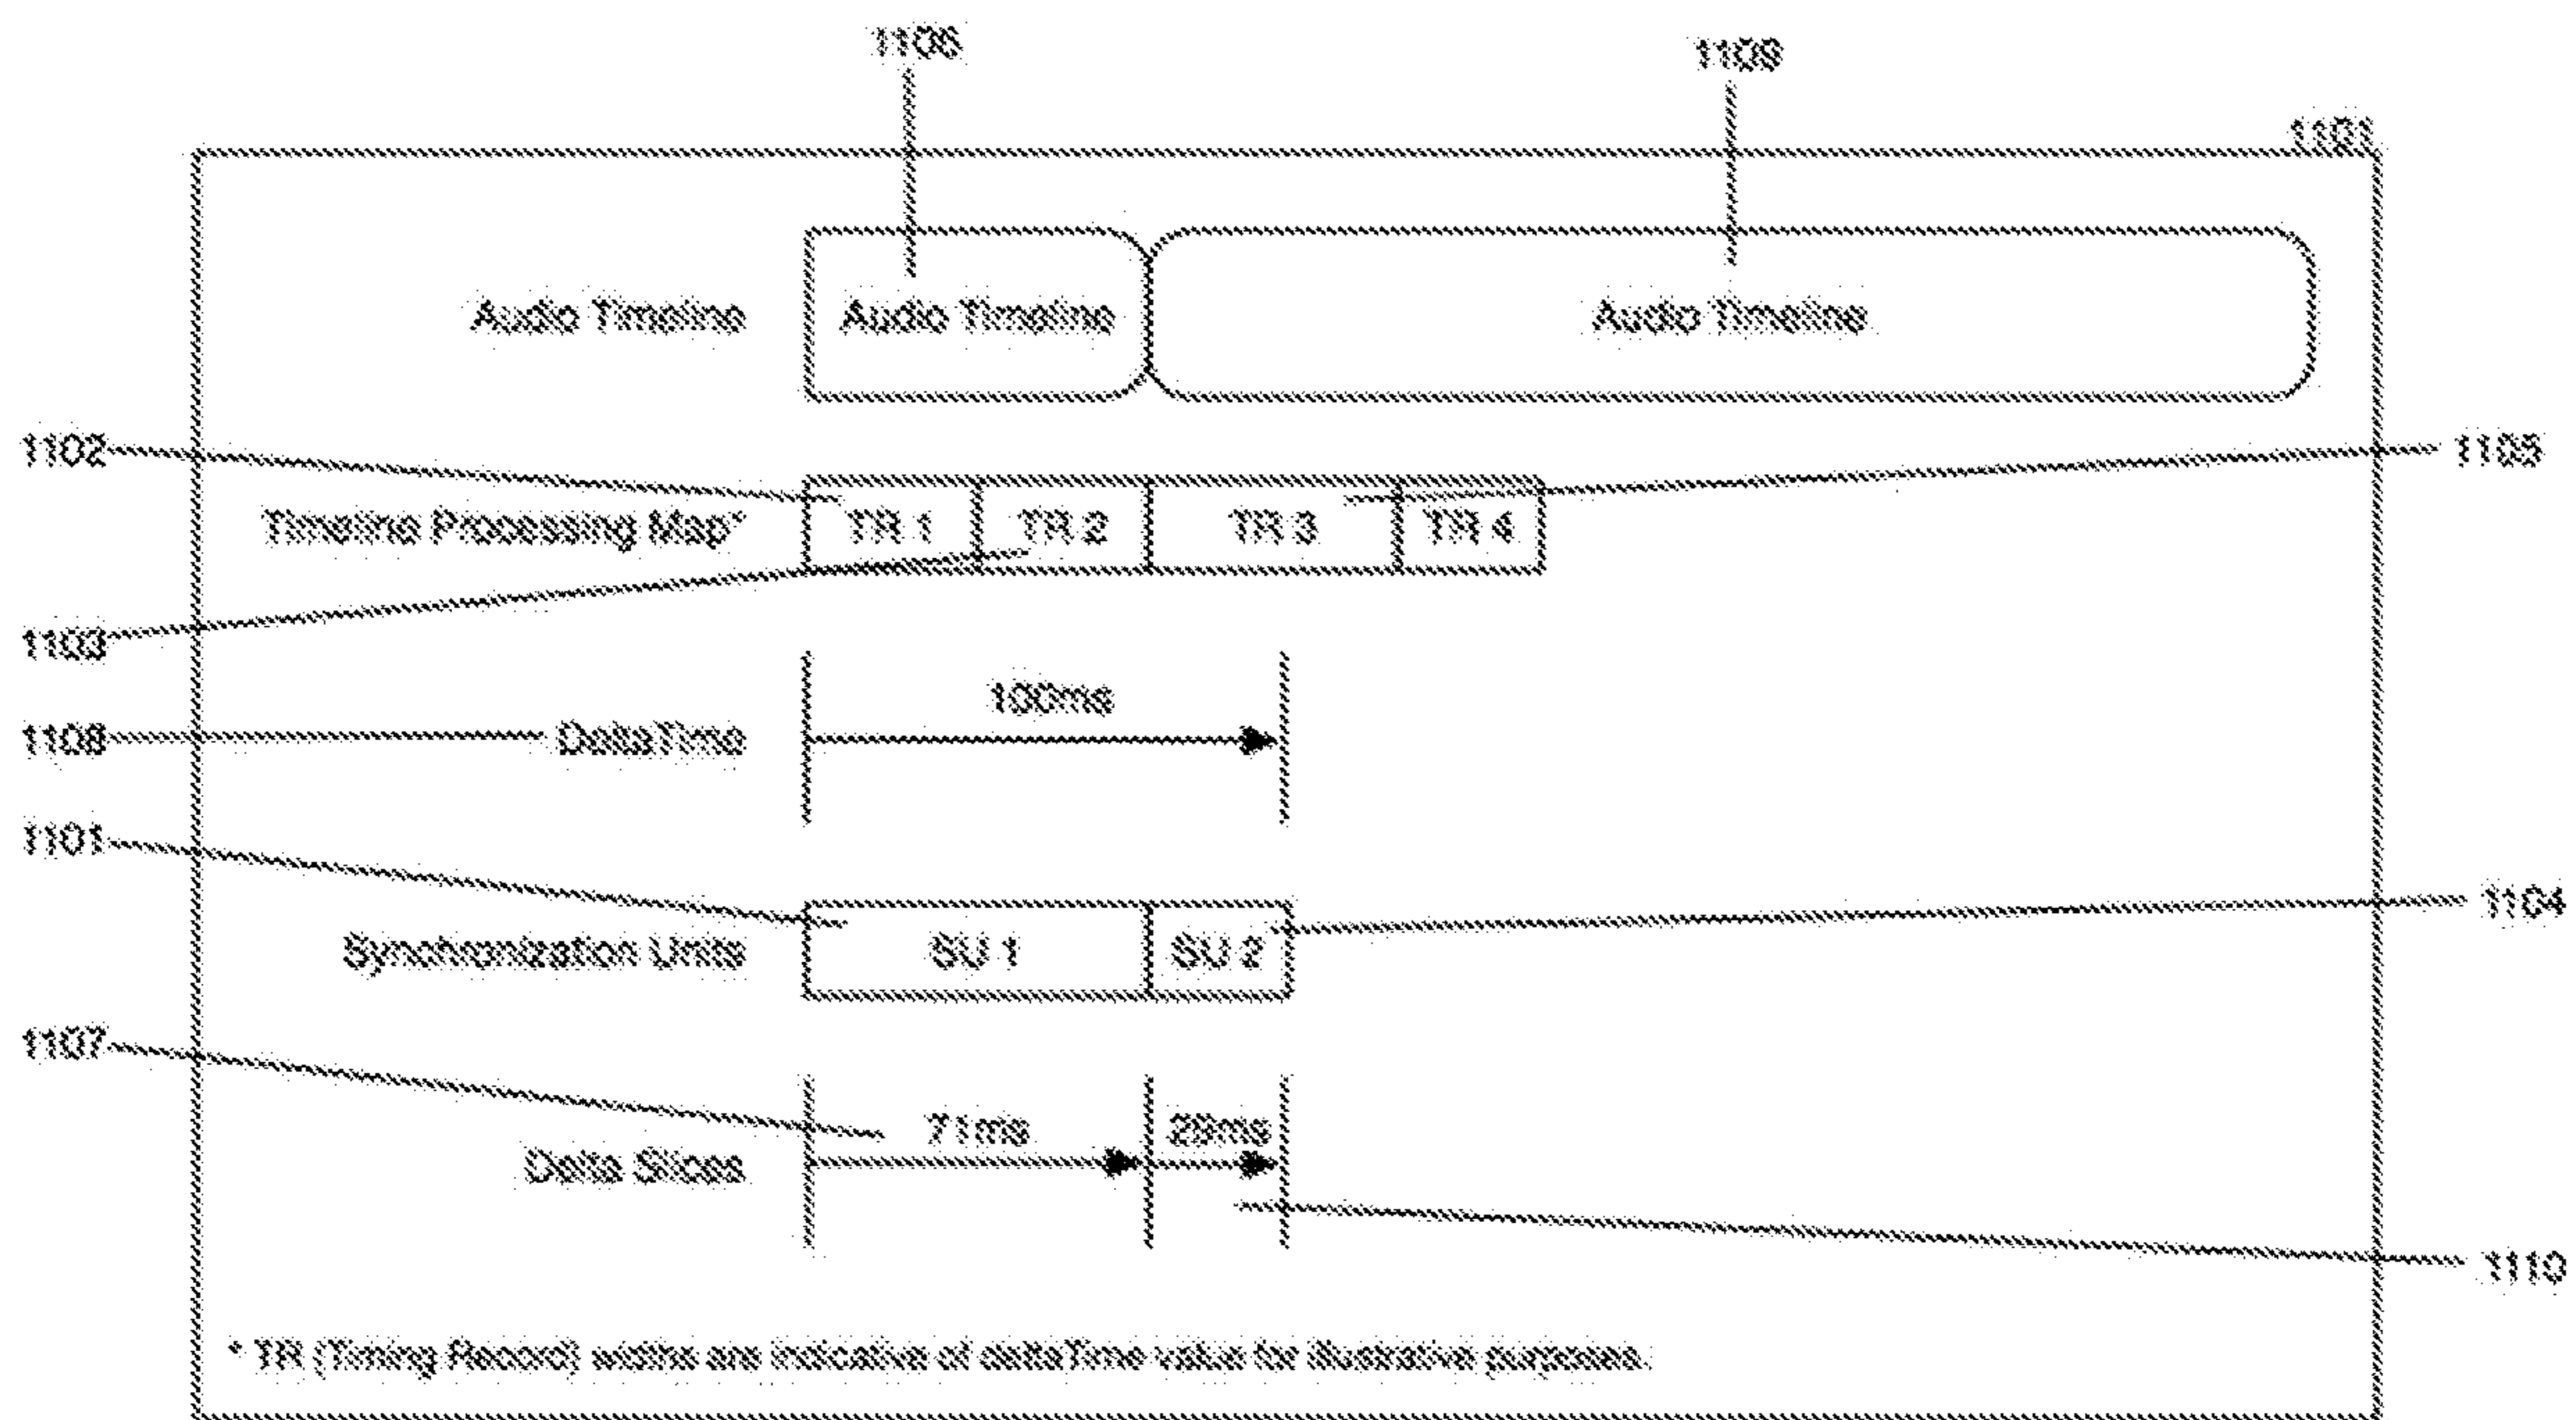 1106
1109
1101
Audio Timeline
Audio Timeline
Audio Timeline
1102
1105
Timeline Processing Map*
TR 1
TR 2
TR 3
TR 4
1103
100ms
1108
DeltaTime
1101
1104
Synchronization Units
SU 1
SU 2
1107
71ms
29ms
Delta Slices
1110
* TR (Timing Record) widths are indicative of deltaTime value for illustrative purposes.